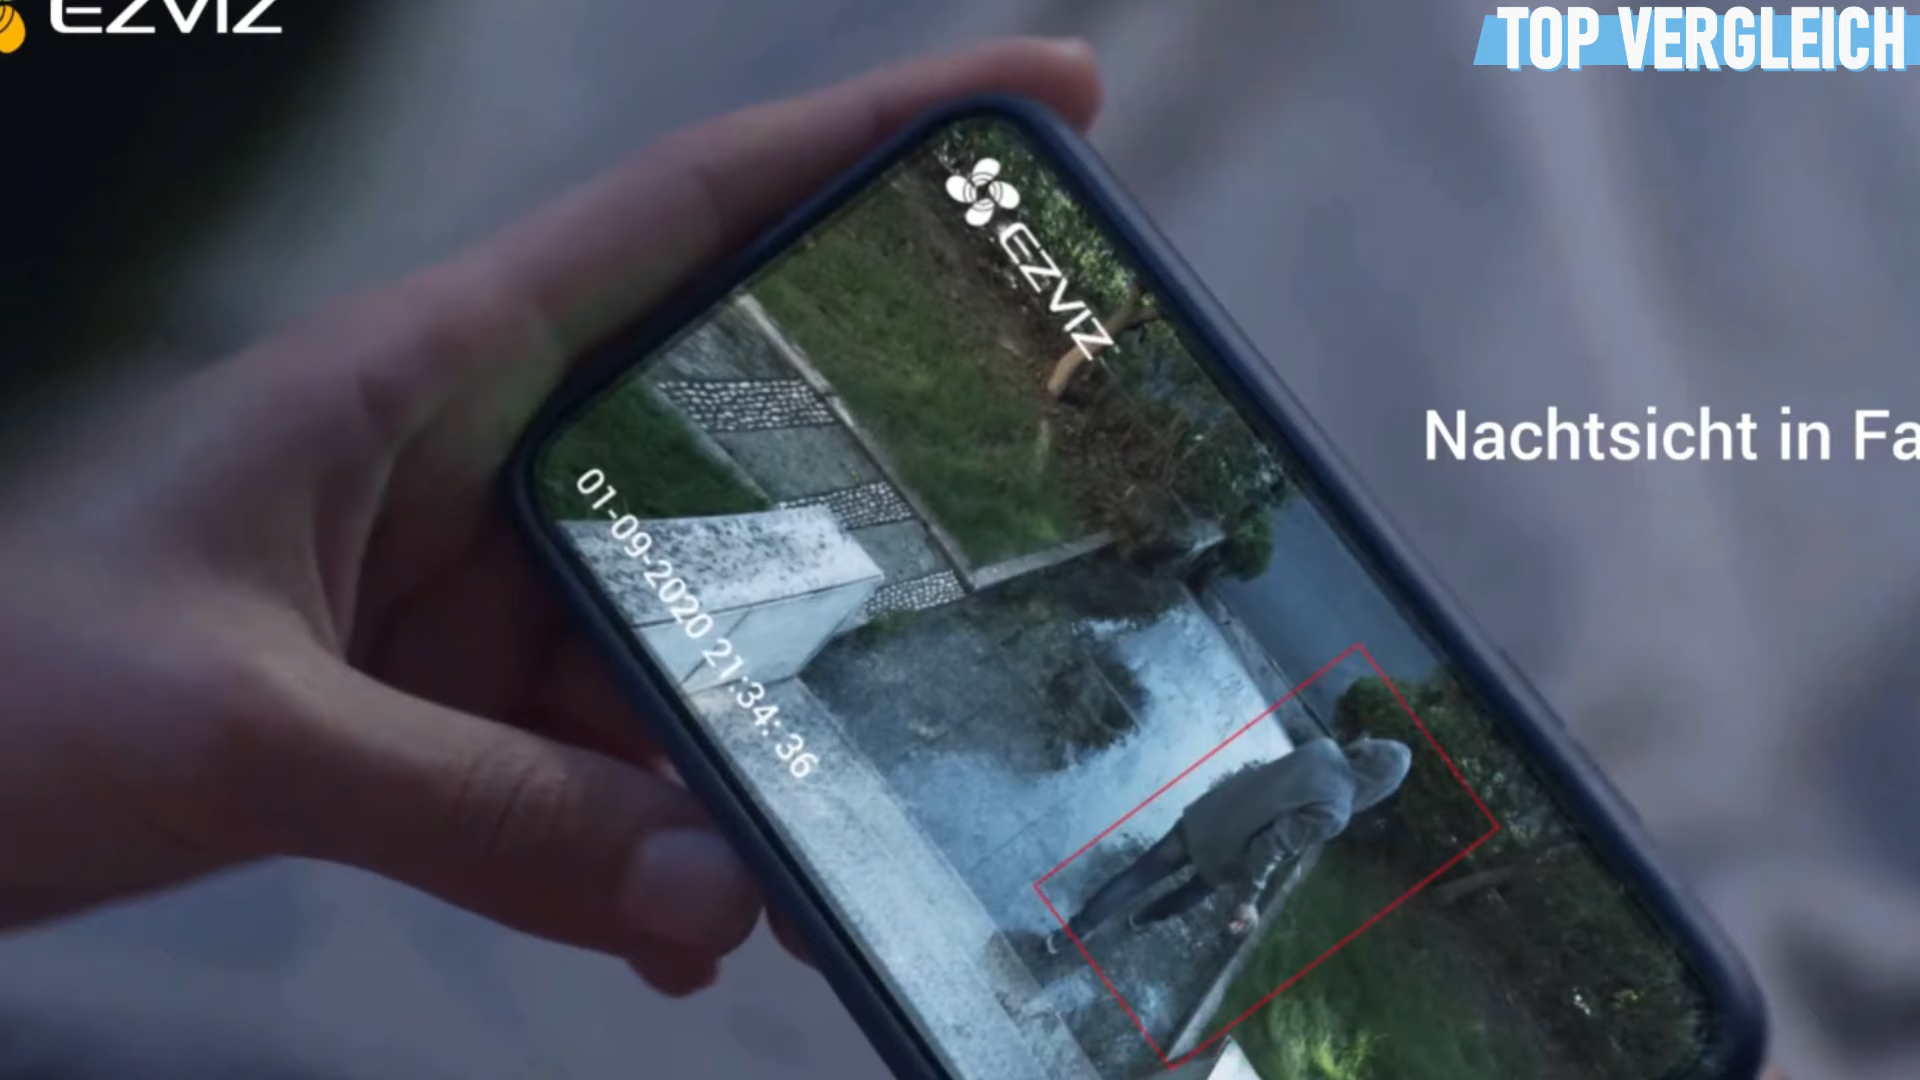 EZVIZ
TOP VERGLEICH
EZVIZ
Nachtsicht in Fa
01-09-2020 21:34:36